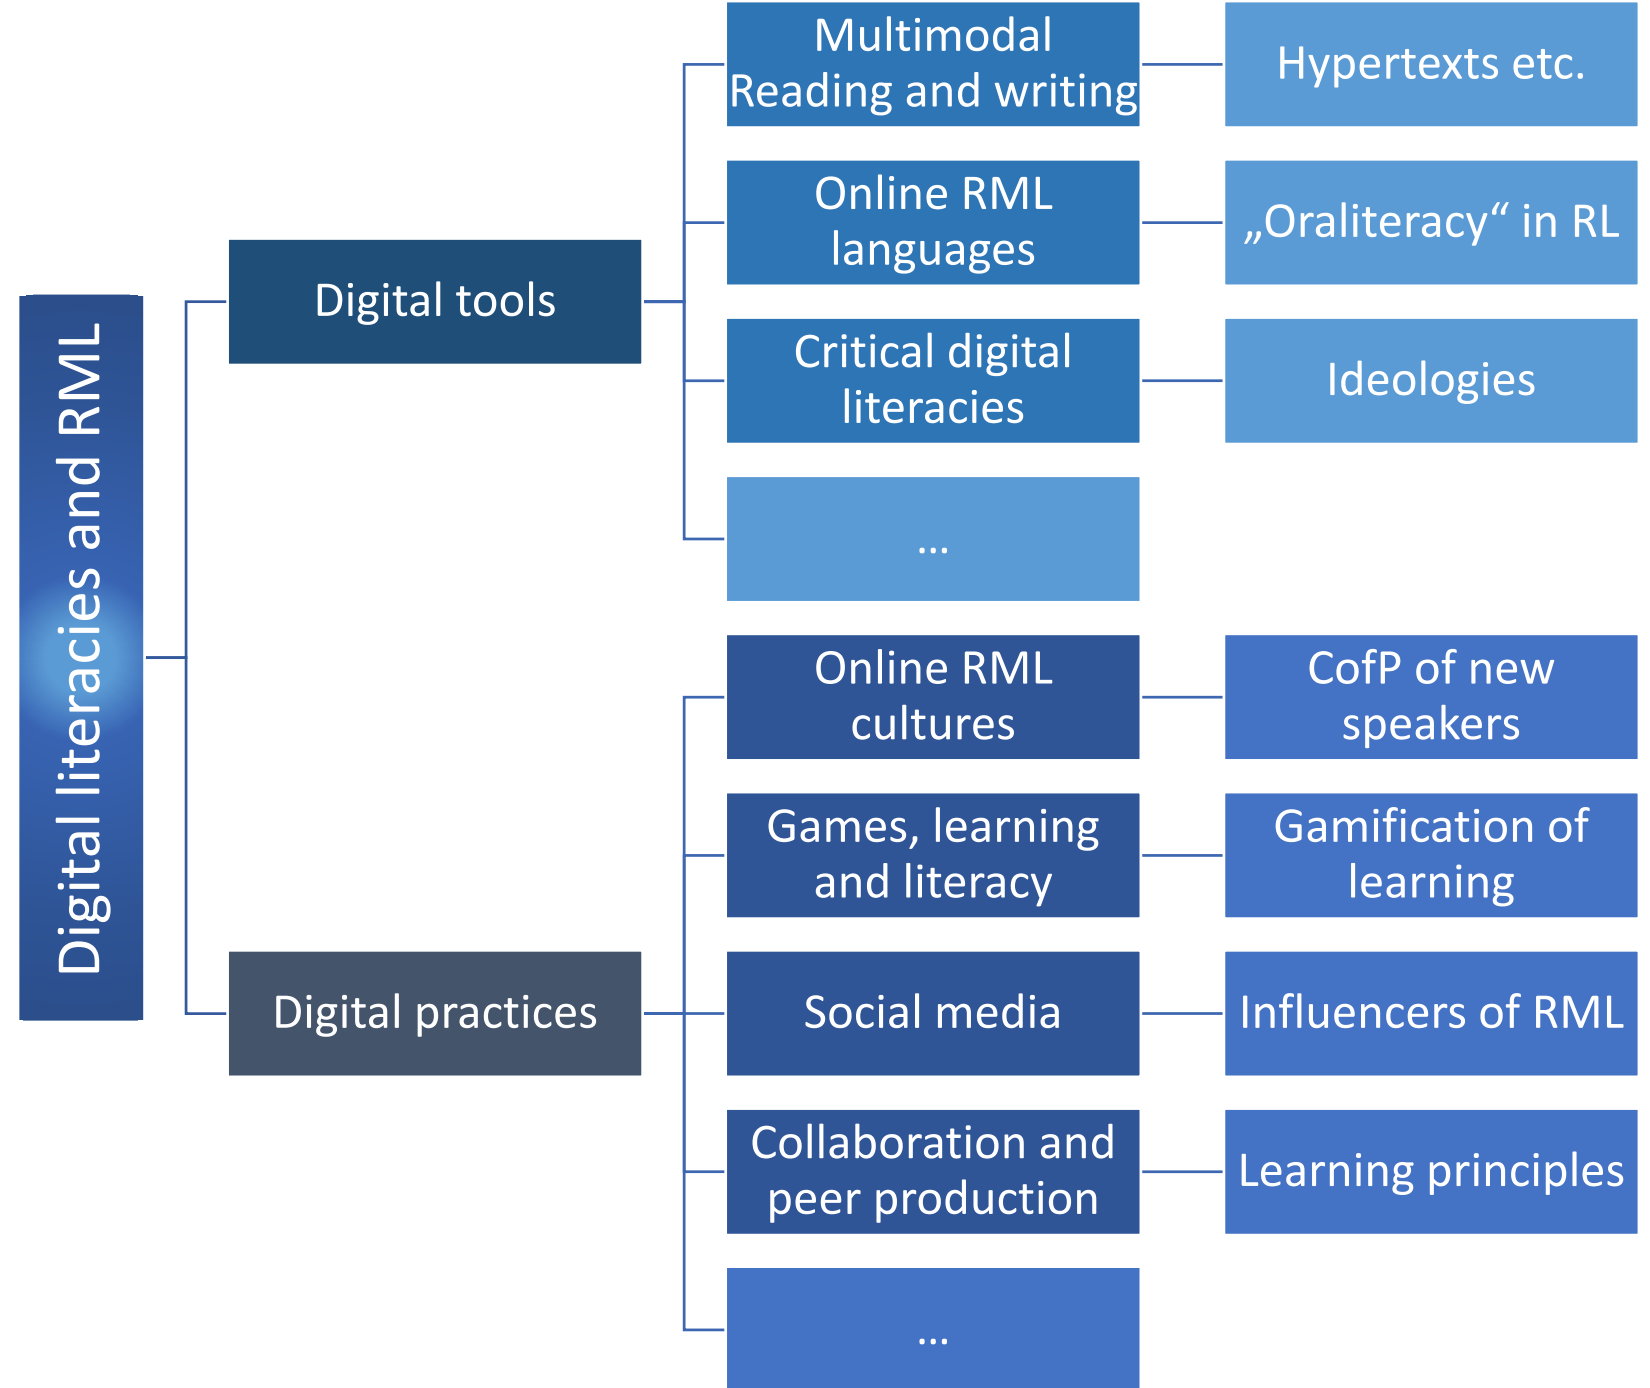 Digital literacies and RML
Digital tools
Multimodal
Reading and writing
Hypertexts etc.
Online RML
languages
„Oraliteracy“ in RL
Critical digital
literacies
Ideologies
...
Digital practices
Online RML
cultures
CofP of new
speakers
Games, learning
and literacy
Gamification of
learning
Social media
Influencers of RML
Collaboration and
peer production
Learning principles
...